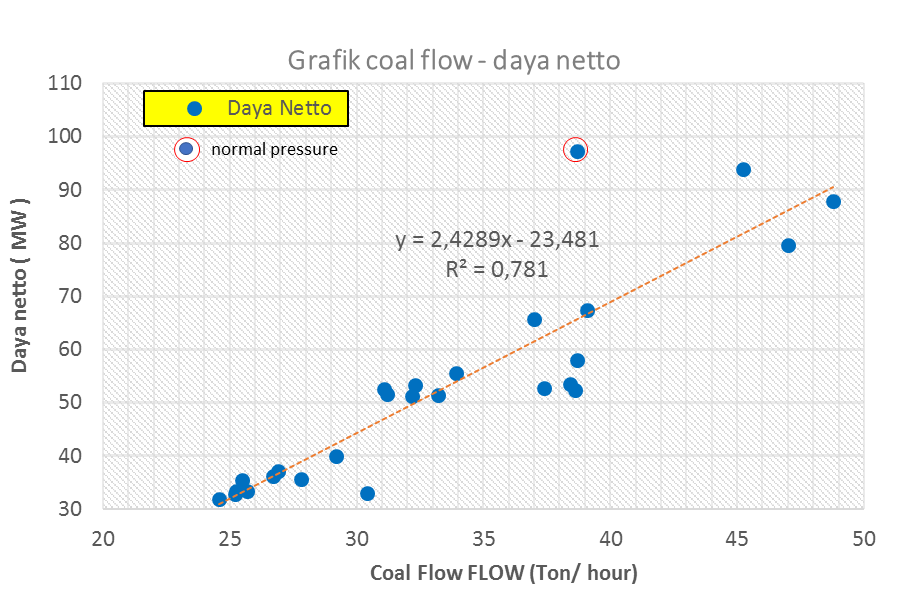 Grafik coal flow - daya netto
110
Daya Netto
100
normal pressure
90
80
y = 2,4289x - 23,481
R² = 0,781
70
60
50
40
30
20 25 30 35 40 45 50
Daya netto ( MW )
Coal Flow FLOW (Ton/ hour)